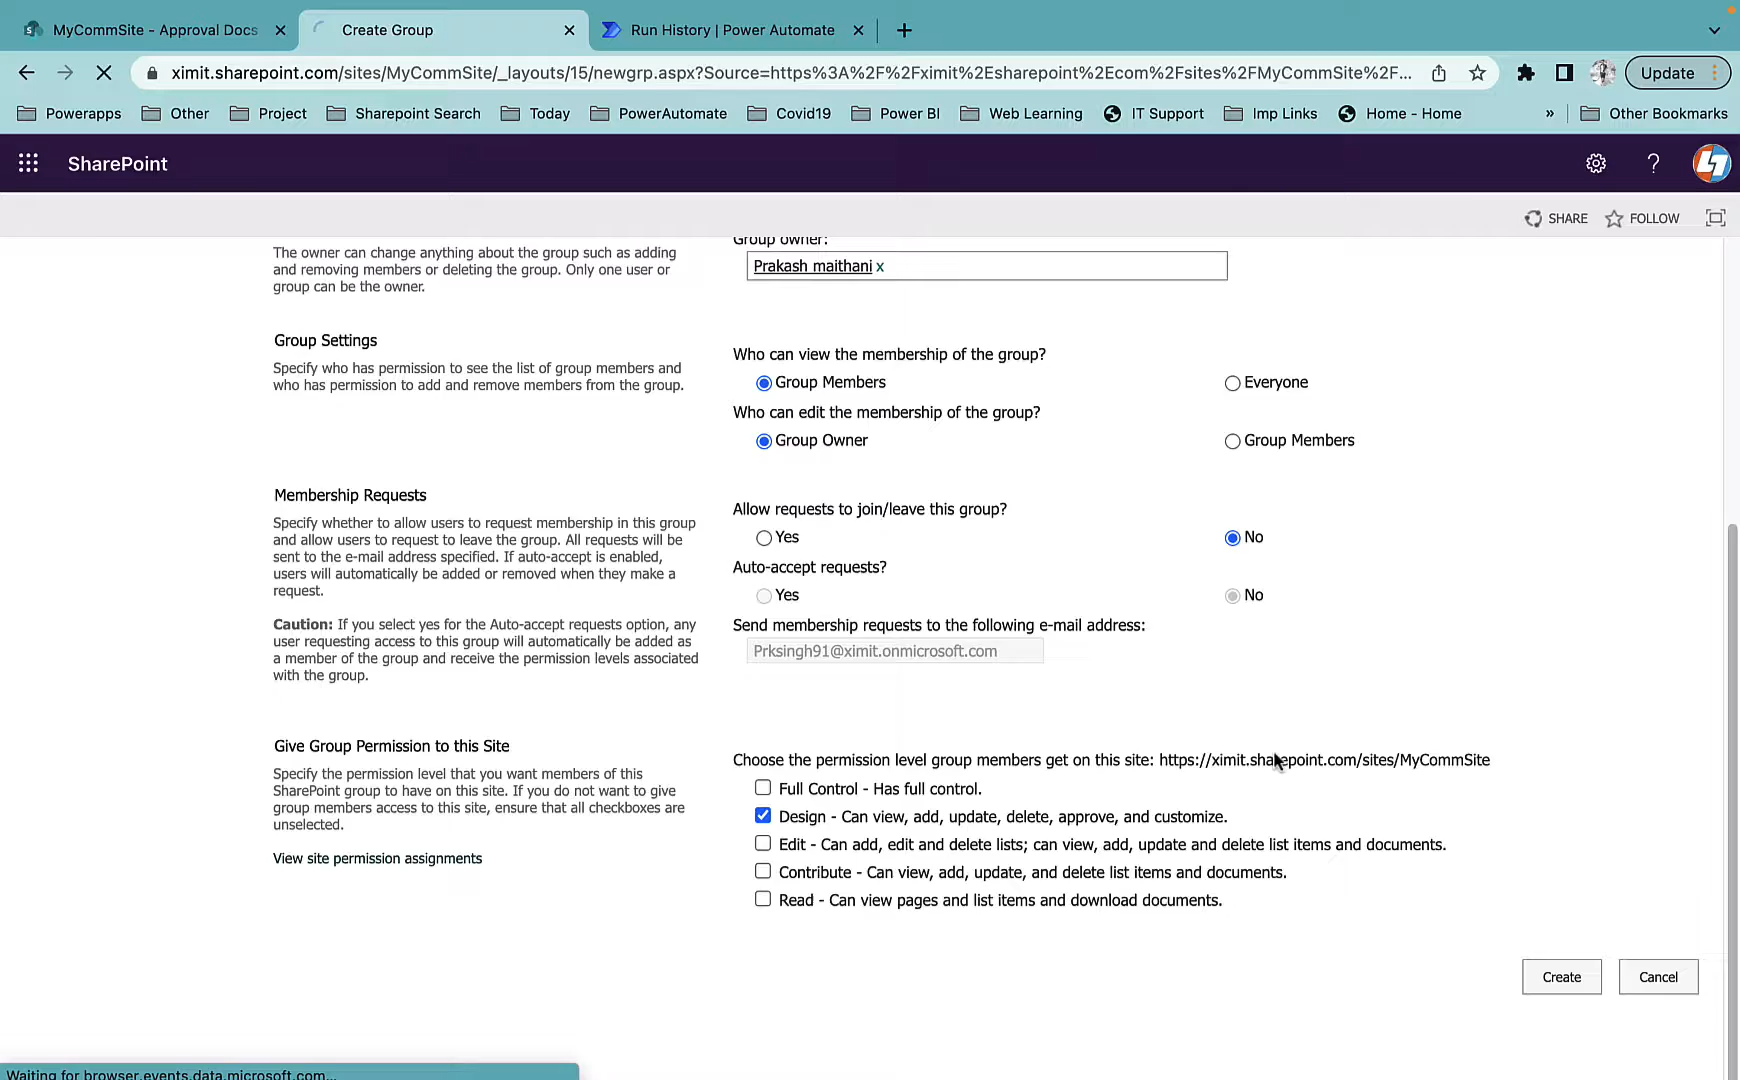 MyCommSite - Approval Docs
Create Group
Run History | Power Automate
ximit.sharepoint.com/sites/MyCommSite/_layouts/15/newgrp.aspx?Source=https%3A%2F%2Fximit%2Esharepoint%2Ecom%2Fsites%2FMyCommSite%2F...
Update
Powerapps
Other
Project
Sharepoint Search
Today
PowerAutomate
Covid19
Power BI
Web Learning
IT Support
Imp Links
Home - Home
»
Other Bookmarks
SharePoint
?
SHARE
FOLLOW
The owner can change anything about the group such as adding
and removing members or deleting the group. Only one user or
group can be the owner.
Group owner:
Prakash maithani x
Group Settings
Specify who has permission to see the list of group members and
who has permission to add and remove members from the group.
Who can view the membership of the group?
Group Members
Everyone
Who can edit the membership of the group?
Group Owner
Group Members
Membership Requests
Specify whether to allow users to request membership in this group
and allow users to request to leave the group. All requests will be
sent to the e-mail address specified. If auto-accept is enabled,
users will automatically be added or removed when they make a
request.
Caution: If you select yes for the Auto-accept requests option, any
user requesting access to this group will automatically be added as
a member of the group and receive the permission levels associated
with the group.
Allow requests to join/leave this group?
Yes
No
Auto-accept requests?
Yes
No
Send membership requests to the following e-mail address:
Prksingh91@ximit.onmicrosoft.com
Give Group Permission to this Site
Specify the permission level that you want members of this
SharePoint group to have on this site. If you do not want to give
group members access to this site, ensure that all checkboxes are
unselected.
View site permission assignments
Choose the permission level group members get on this site: https://ximit.sharepoint.com/sites/MyCommSite
Full Control - Has full control.
Design - Can view, add, update, delete, approve, and customize.
Edit - Can add, edit and delete lists; can view, add, update and delete list items and documents.
Contribute - Can view, add, update, and delete list items and documents.
Read - Can view pages and list items and download documents.
Create
Cancel
Waiting for browser.events.data.microsoft.com...